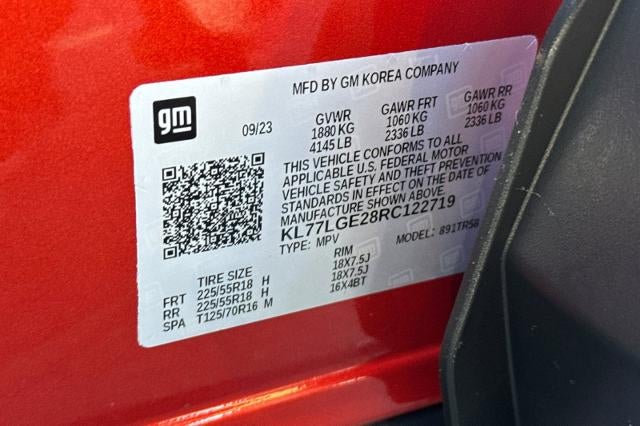 MFD BY GM KOREA COMPANY
gm
09/23
GVWR GAWR FRT GAWR RR
1880 KG 1060 KG 1060 KG
4145 LB 2336 LB 2336 LB
THIS VEHICLE CONFORMS TO ALL
APPLICABLE U.S. FEDERAL MOTOR
VEHICLE SAFETY AND THEFT PREVENTION
STANDARDS IN EFFECT ON THE DATE OF
MANUFACTURE SHOWN ABOVE.
KL77LGE28RC122719
TYPE: MPV MODEL: 891TR58
TIRE SIZE RIM
FRT 225/55R18 H 18X7.5J
RR 225/55R18 H 18X7.5J
SPA T125/70R16 M 16X4BT